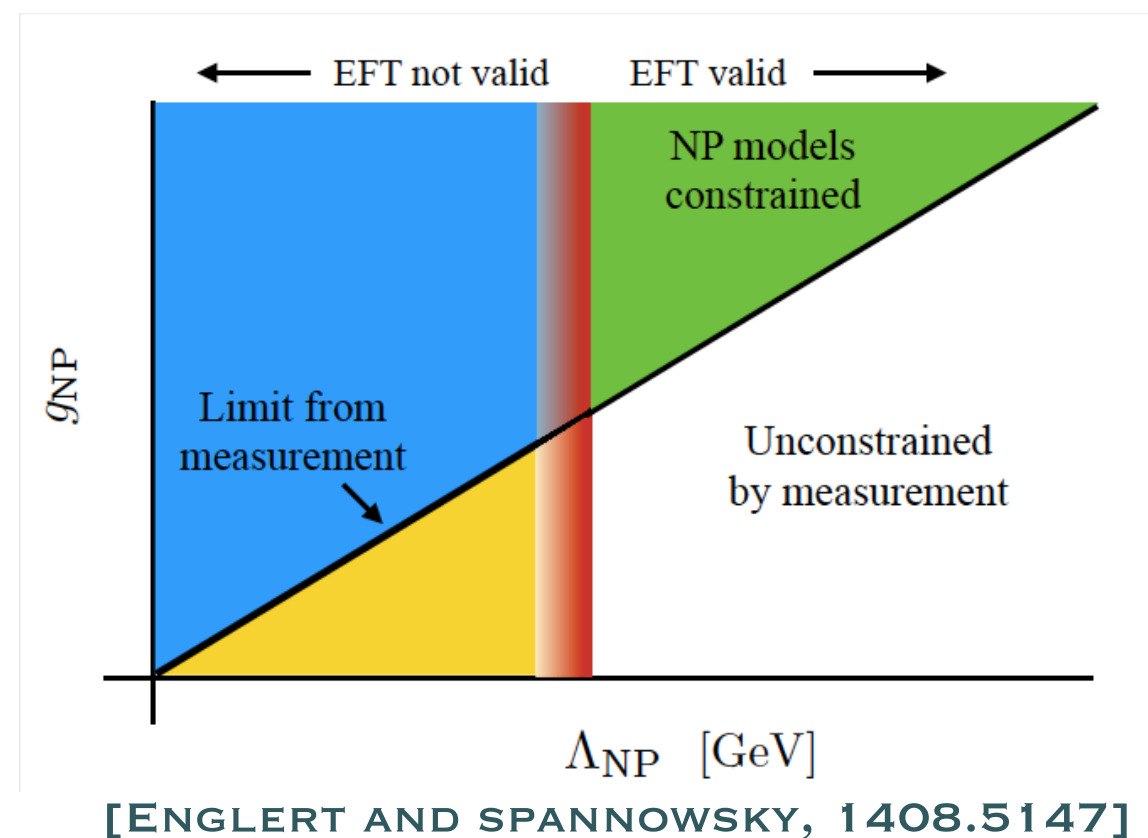 EFT not valid EFT valid
NP models
constrained
Limit from
measurement
Unconstrained
by measurement
gNP
ΛNP [GeV]
[ENGLERT AND SPANNOWSKY, 1408.5147]